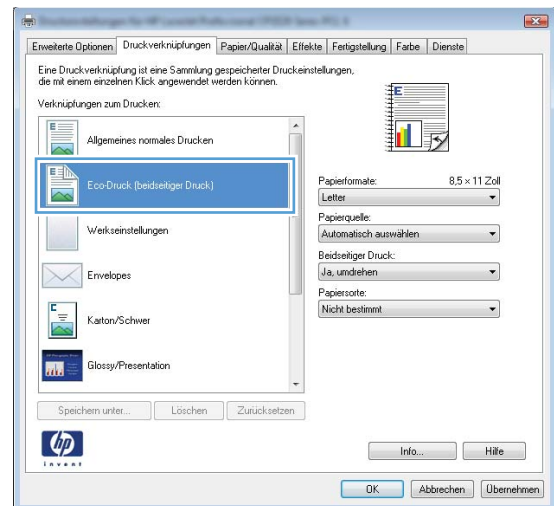 Erweiterte Optionen Druckverknüpfungen Papier/Qualität Effekte Fertigstellung Farbe Dienste
Eine Druckverknüpfung ist eine Sammlung gespeicherter Druckeinstellungen,
die mit einem einzelnen Klick angewendet werden können.
Verknüpfungen zum Drucken:
Allgemeines normales Drucken
Eco-Druck (beidseitiger Druck)
Werkseinstellungen
Envelopes
Karton/Schwer
Glossy/Presentation
Speichern unter... Löschen Zurücksetzen
Papierformate: 8,5 × 11 Zoll
Letter
Papierquelle:
Automatisch auswählen
Beidseitiger Druck:
Ja, umdrehen
Papiersorte:
Nicht bestimmt
hp
invent
Info... Hilfe
OK Abbrechen Übernehmen